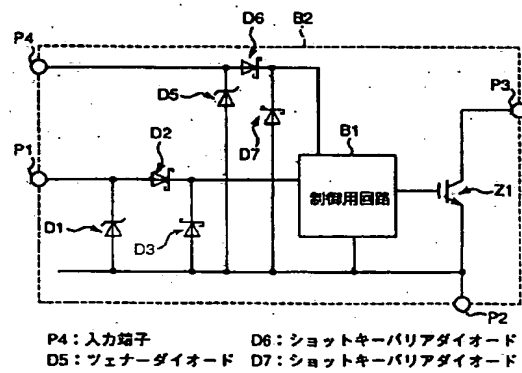 D6 B2
P4
P3
D5
D2
D7
B1
P1
制御用回路
Z1
D1
D3
P2
P4:入力端子 D6:ショットキーバリアダイオード
D5:ツェナーダイオード D7:ショットキーバリアダイオード